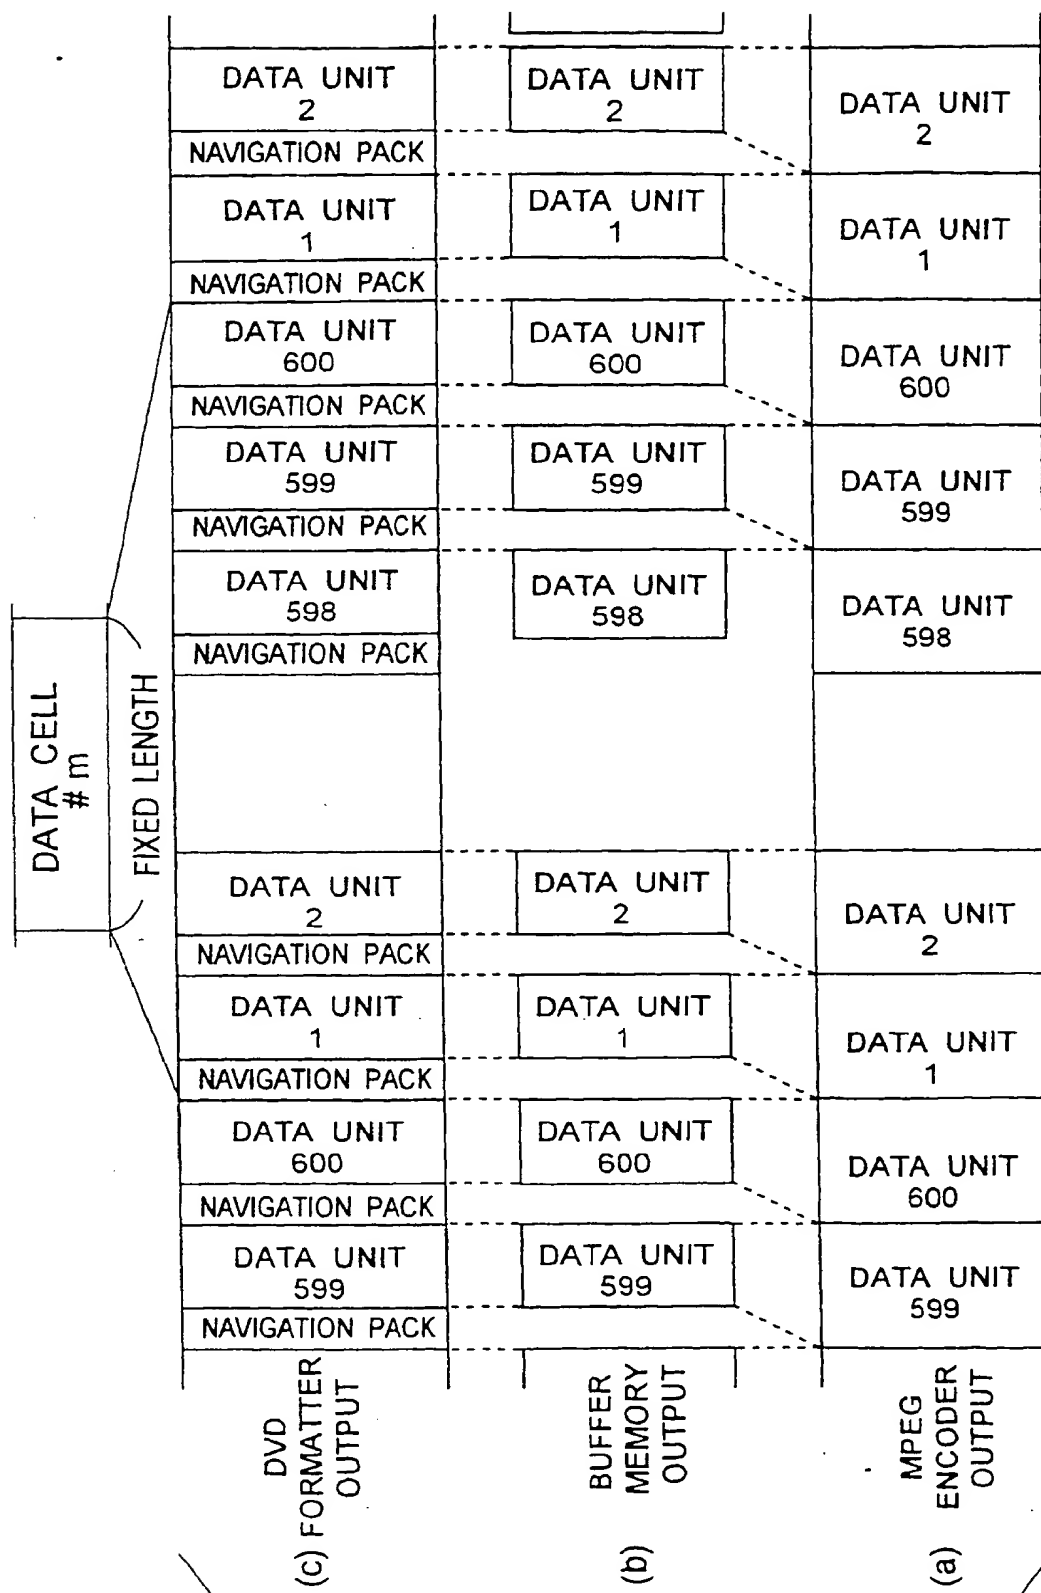 DATA CELL
# m
FIXED LENGTH
DATA UNIT
2
NAVIGATION PACK
DATA UNIT
1
NAVIGATION PACK
DATA UNIT
600
NAVIGATION PACK
DATA UNIT
599
NAVIGATION PACK
DATA UNIT
598
NAVIGATION PACK
DATA UNIT
2
NAVIGATION PACK
DATA UNIT
1
NAVIGATION PACK
DATA UNIT
600
NAVIGATION PACK
DATA UNIT
599
NAVIGATION PACK
DVD
(c) FORMATTER
OUTPUT
DATA UNIT
2
DATA UNIT
1
DATA UNIT
600
DATA UNIT
599
DATA UNIT
598
DATA UNIT
2
DATA UNIT
1
DATA UNIT
600
DATA UNIT
599
BUFFER
(b) MEMORY
OUTPUT
DATA UNIT
2
DATA UNIT
1
DATA UNIT
600
DATA UNIT
599
DATA UNIT
598
DATA UNIT
2
DATA UNIT
1
DATA UNIT
600
DATA UNIT
599
MPEG
(a) ENCODER
OUTPUT